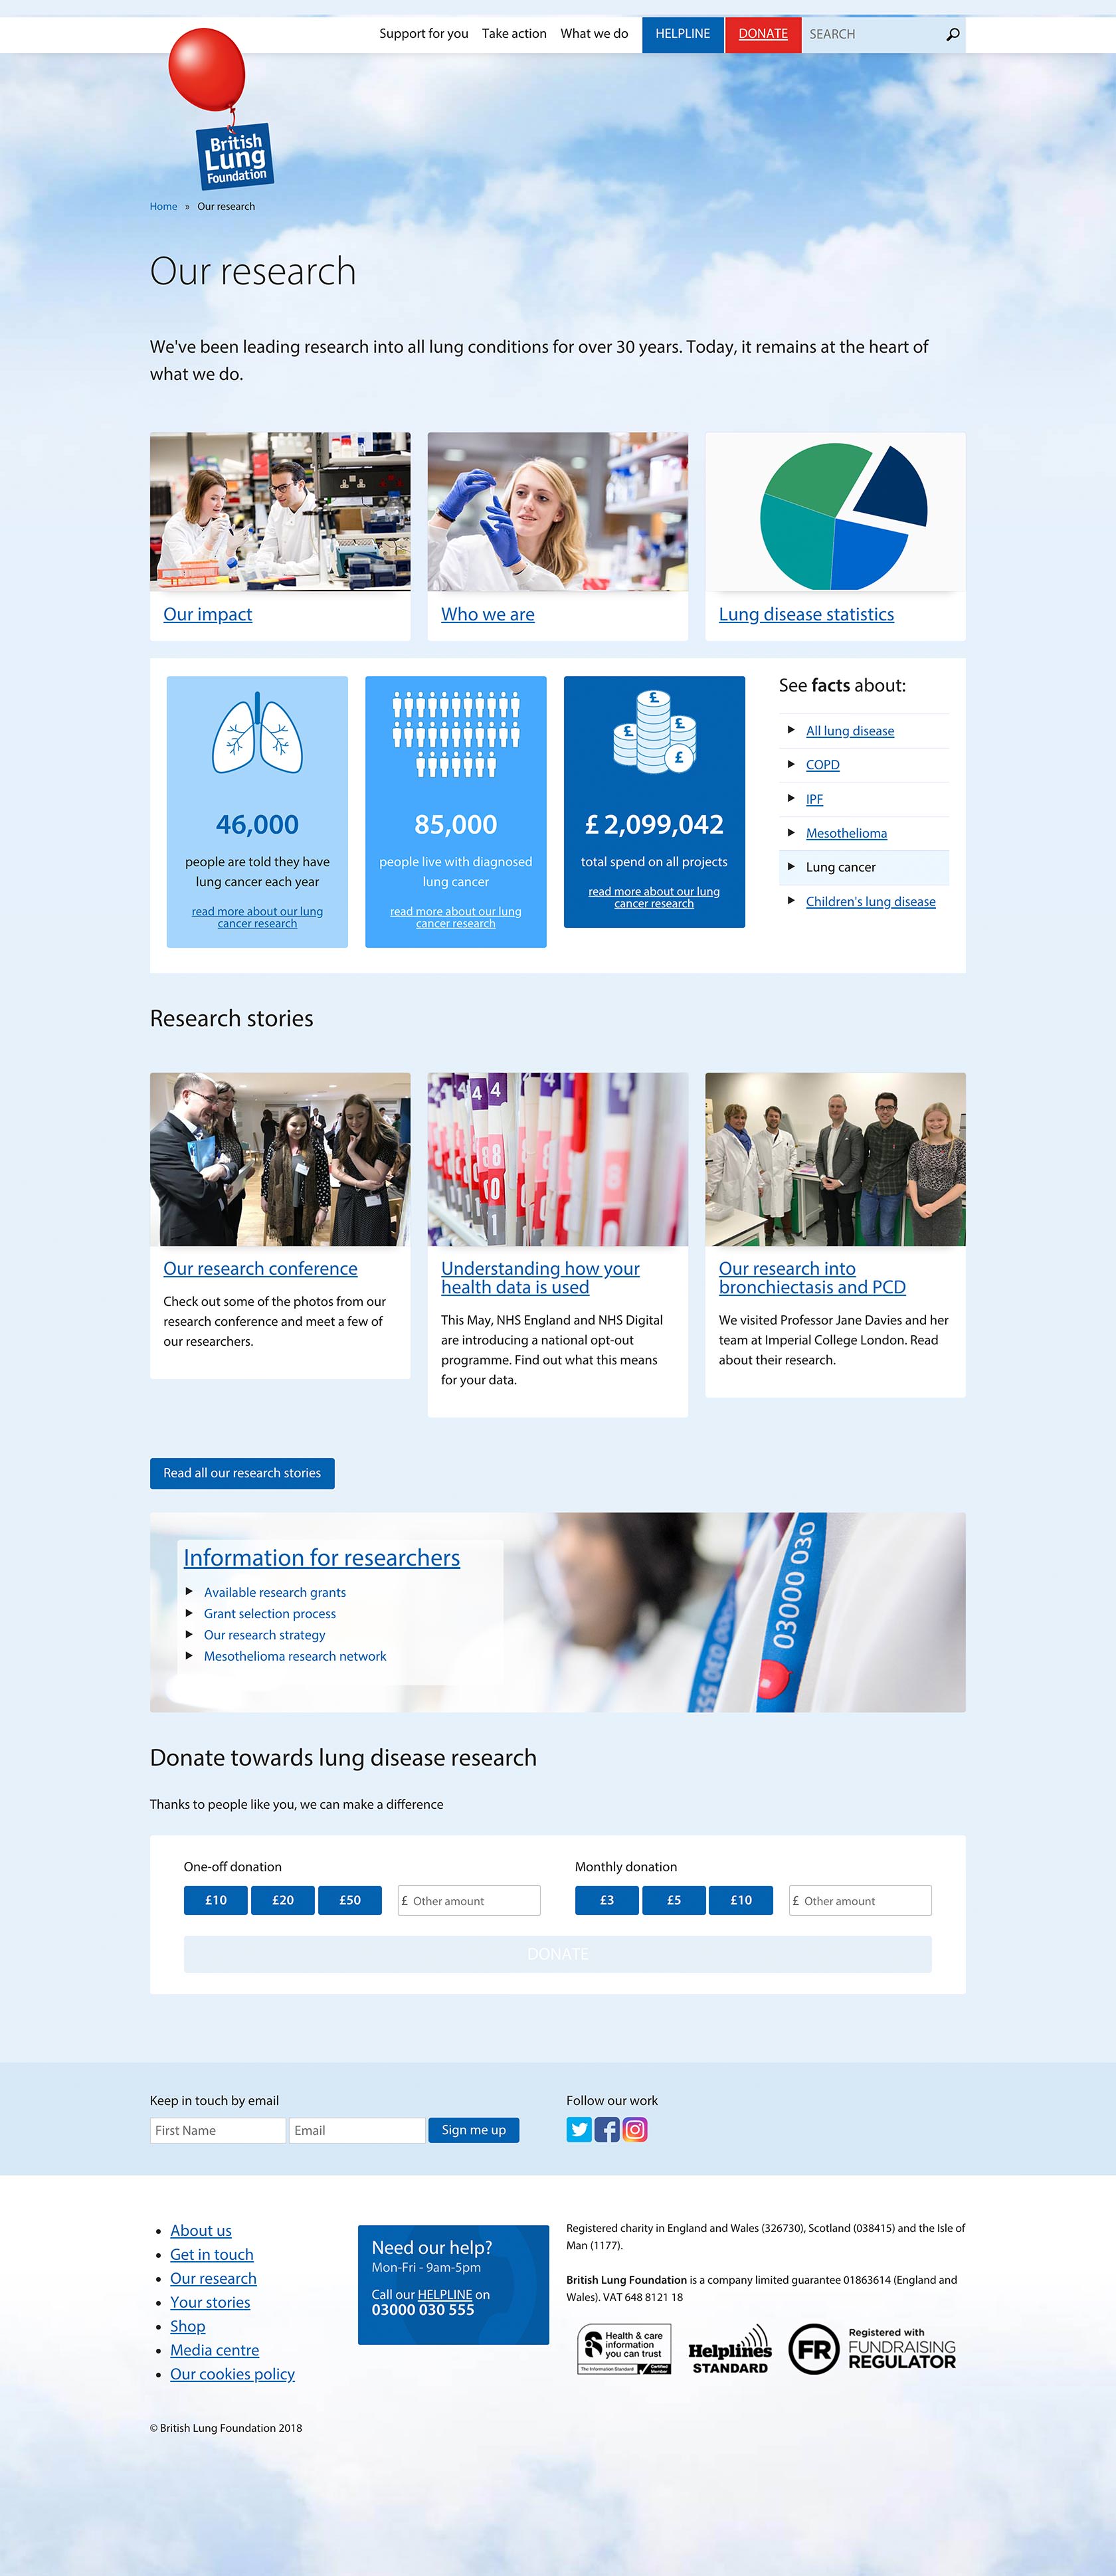 Support for you Take action What we do HELPLINE DONATE SEARCH
British
Lung
Foundation
Home » Our research
Our research
We've been leading research into all lung conditions for over 30 years. Today, it remains at the heart of
what we do.
Our impact
Who we are
Lung disease statistics
46,000
people are told they have
lung cancer each year
read more about our lung
cancer research
85,000
people live with diagnosed
lung cancer
read more about our lung
cancer research
£ 2,099,042
total spend on all projects
read more about our lung
cancer research
See facts about:
All lung disease
COPD
IPF
Mesothelioma
Lung cancer
Children's lung disease
Research stories
Our research conference
Check out some of the photos from our
research conference and meet a few of
our researchers.
Understanding how your
health data is used
This May, NHS England and NHS Digital
are introducing a national opt-out
programme. Find out what this means
for your data.
Our research into
bronchiectasis and PCD
We visited Professor Jane Davies and her
team at Imperial College London. Read
about their research.
Read all our research stories
Information for researchers
Available research grants
Grant selection process
Our research strategy
Mesothelioma research network
03000 030
Donate towards lung disease research
Thanks to people like you, we can make a difference
One-off donation
£10 £20 £50 £ Other amount
Monthly donation
£3 £5 £10 £ Other amount
DONATE
Keep in touch by email
First Name Email Sign me up
Follow our work
About us
Get in touch
Our research
Your stories
Shop
Media centre
Our cookies policy
Need our help?
Mon-Fri - 9am-5pm
Call our HELPLINE on
03000 030 555
Registered charity in England and Wales (326730), Scotland (038415) and the Isle of
Man (1177).
British Lung Foundation is a company limited guarantee 01863614 (England and
Wales). VAT 648 8121 18
Health & care
information
you can trust
The Information Standard
Helplines
STANDARD
FR
Registered with
FUNDRAISING
REGULATOR
© British Lung Foundation 2018